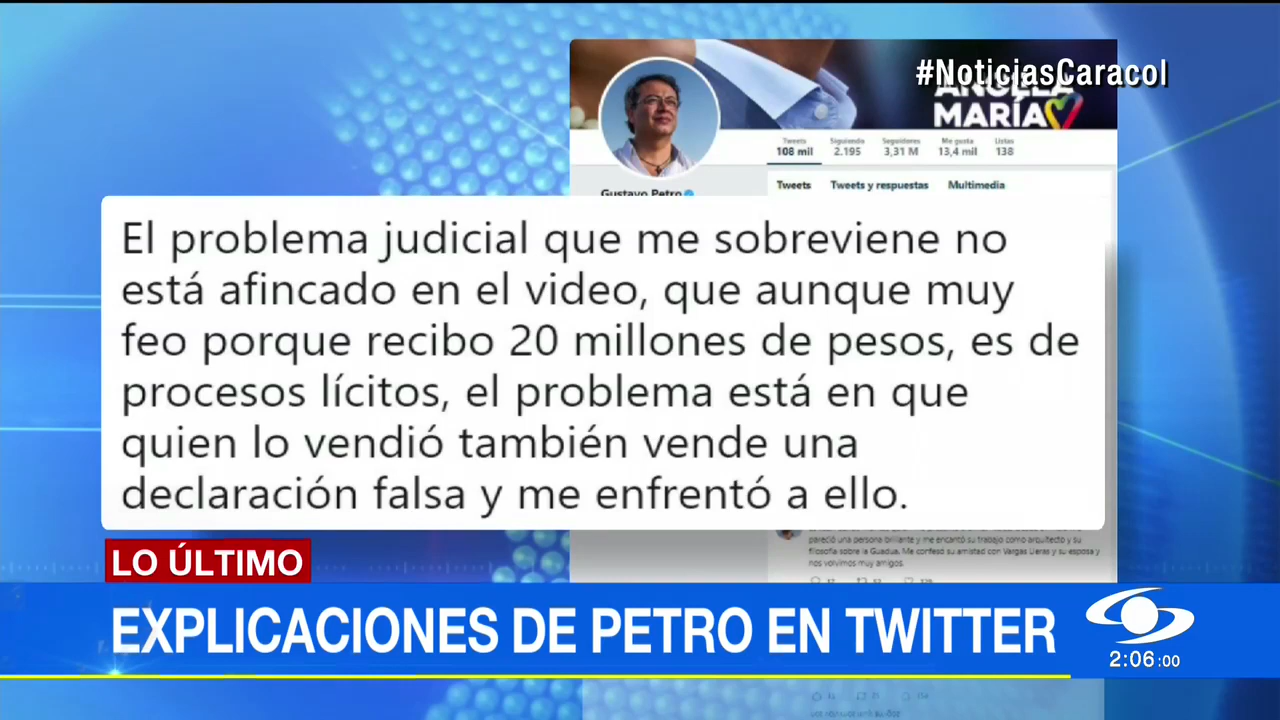 #NoticiasCaracol
ÁNGELA
MARÍA
Tweets Siguiendo Seguidores Me gusta Listas
108 mil 2.195 3,31 M 13,4 mil 138
Gustavo Petro
Tweets Tweets y respuestas Multimedia
El problema judicial que me sobreviene no
está afincado en el video, que aunque muy
feo porque recibo 20 millones de pesos, es de
procesos lícitos, el problema está en que
quien lo vendió también vende una
declaración falsa y me enfrentó a ello.
pareció una persona brillante y me encantó su trabajo como arquitecto y su
filosofía sobre la Guadua. Me confesó su amistad con Vargas Lleras y su esposa y
nos volvimos muy amigos.
LO ÚLTIMO
EXPLICACIONES DE PETRO EN TWITTER
2:06:00